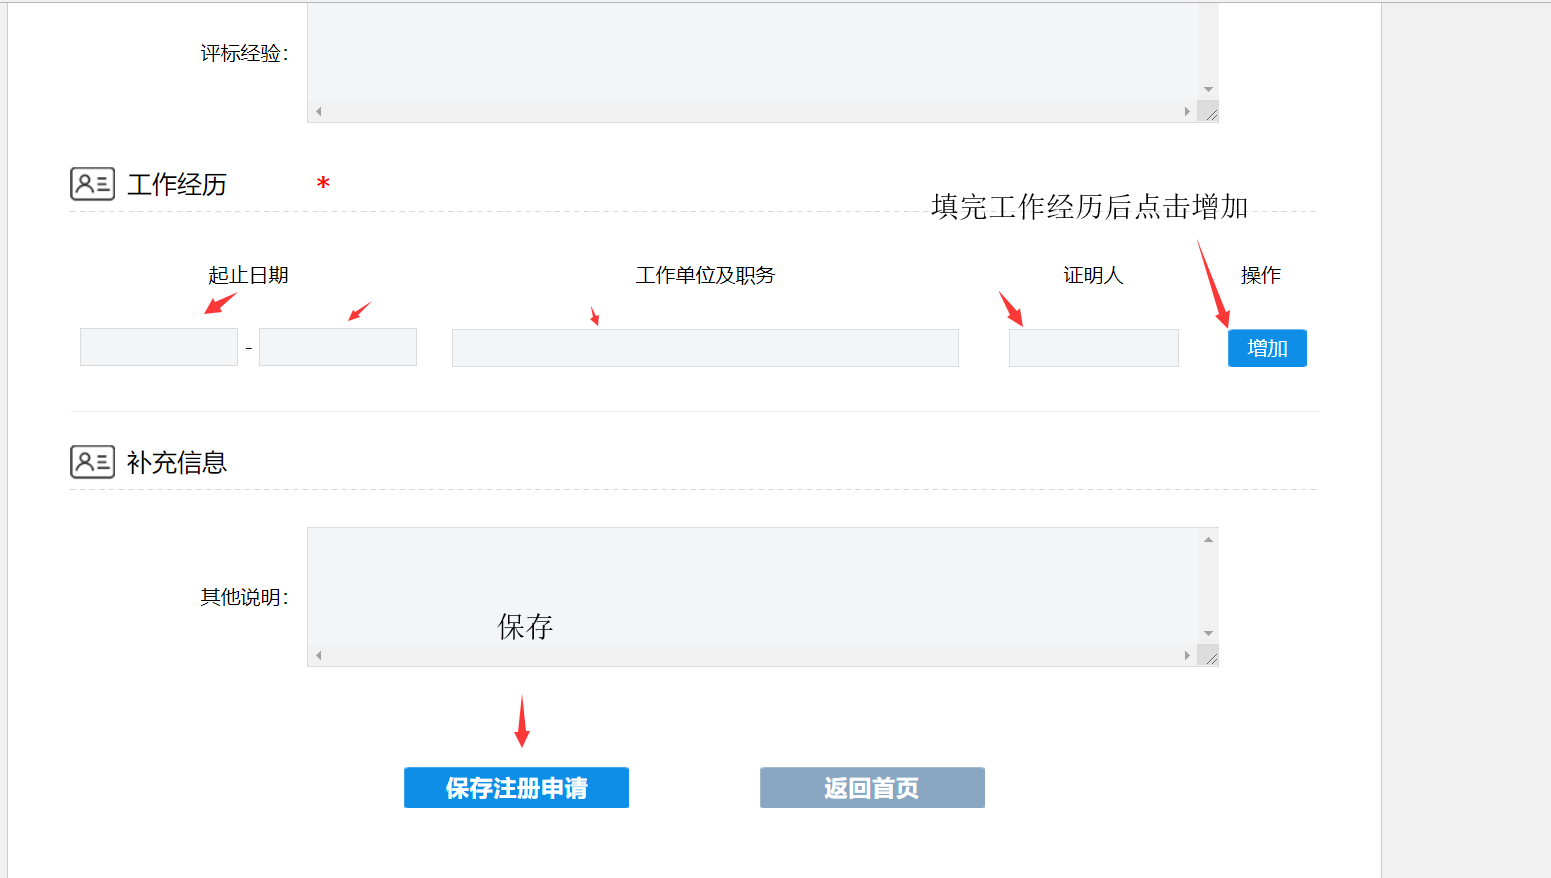 评标经验:
工作经历 *
填完工作经历后点击增加
起止日期 工作单位及职务 证明人 操作
- 增加
补充信息
其他说明:
保存
保存注册申请 返回首页